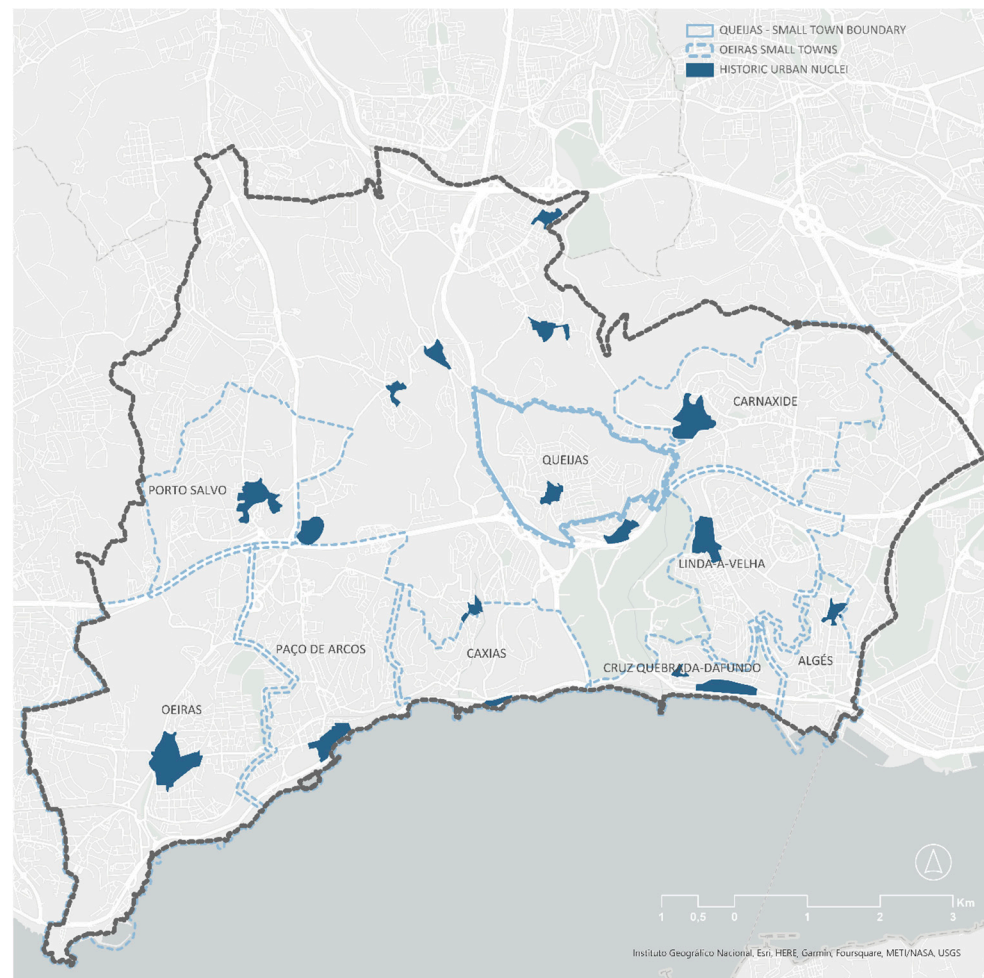 QUEIJAS - SMALL TOWN BOUNDARY
OEIRAS SMALL TOWNS
HISTORIC URBAN NUCLEI
CARNAXIDE
QUEIJAS
PORTO SALVO
LINDA-A-VELHA
PAÇO DE ARCOS
CAXIAS
CRUZ QUEBRADA-DAFUNDO
ALGÉS
OEIRAS
1 0,5 0 1 2 3 Km
Instituto Geográfico Nacional, Esri, HERE, Garmin, Foursquare, METI/NASA, USGS